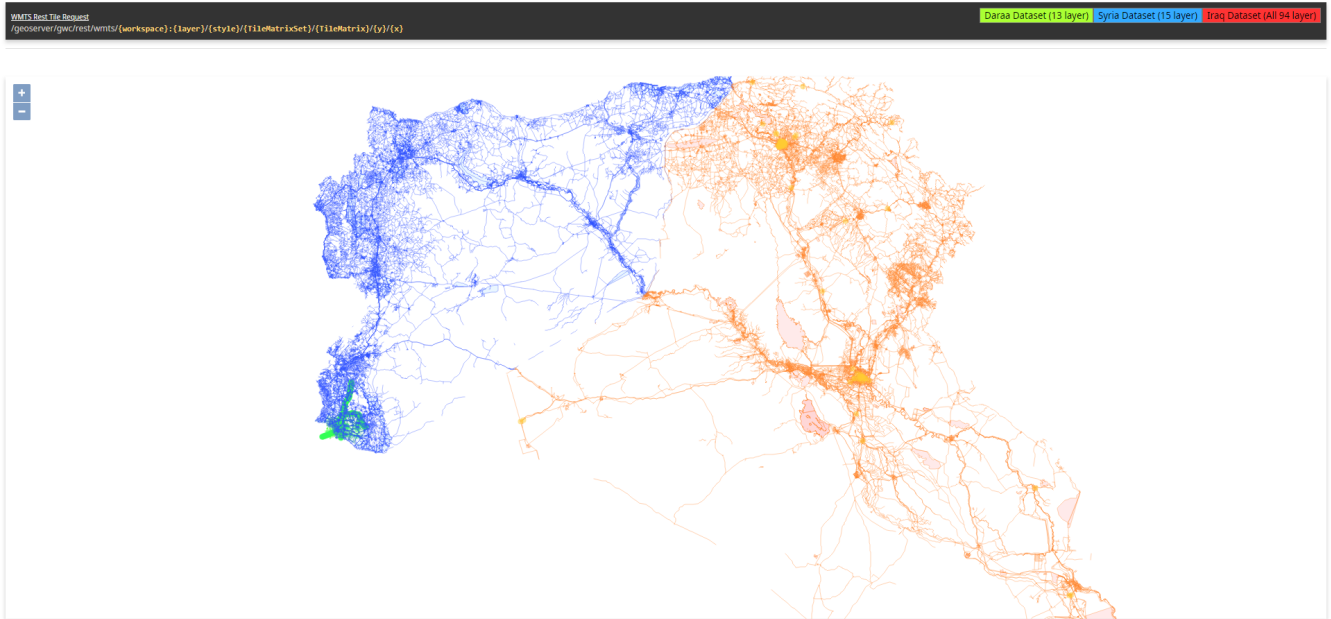 WMTS Rest Tile Request
/geoserver/gwc/rest/wmts/{workspace}:{layer}/{style}/{TileMatrixSet}/{TileMatrix}/{y}/{x}
Daraa Dataset (13 layer) Syria Dataset (15 layer) Iraq Dataset (All 94 layer)
+
−